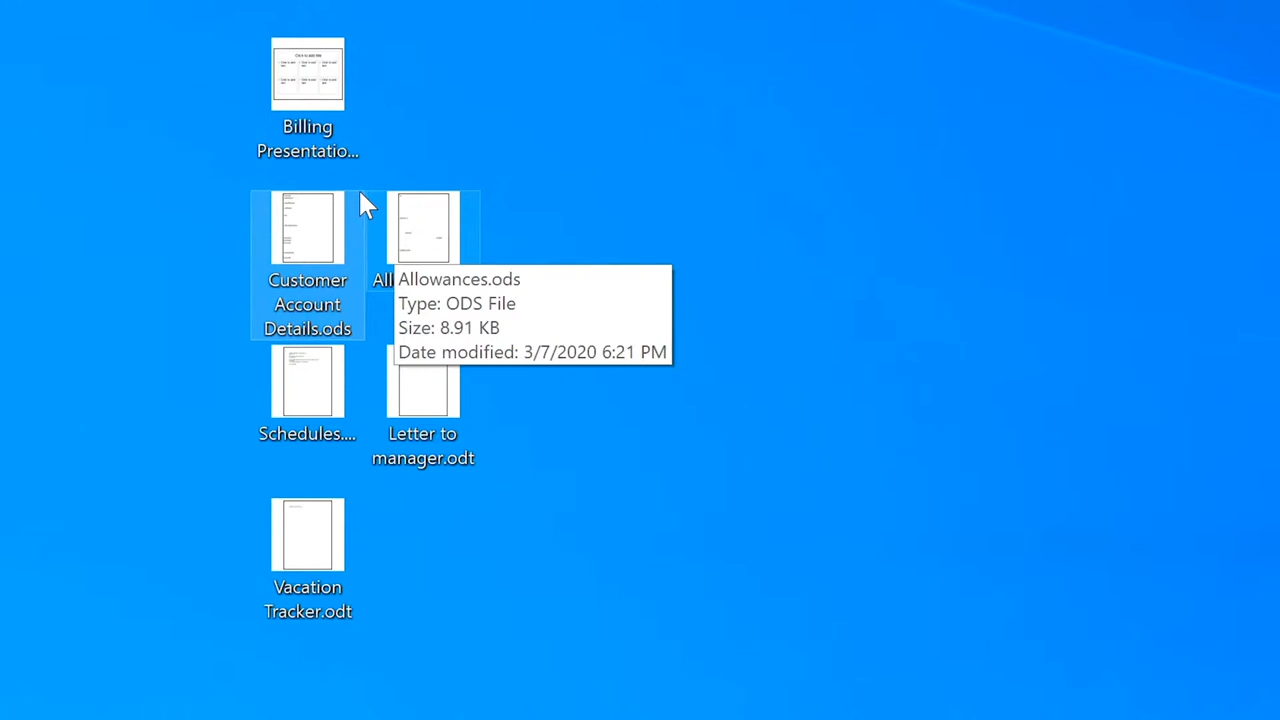 Billing
Presentatio...
Customer
Account
Details.ods
All
Allowances.ods
Type: ODS File
Size: 8.91 KB
Date modified: 3/7/2020 6:21 PM
Schedules....
Letter to
manager.odt
Vacation
Tracker.odt